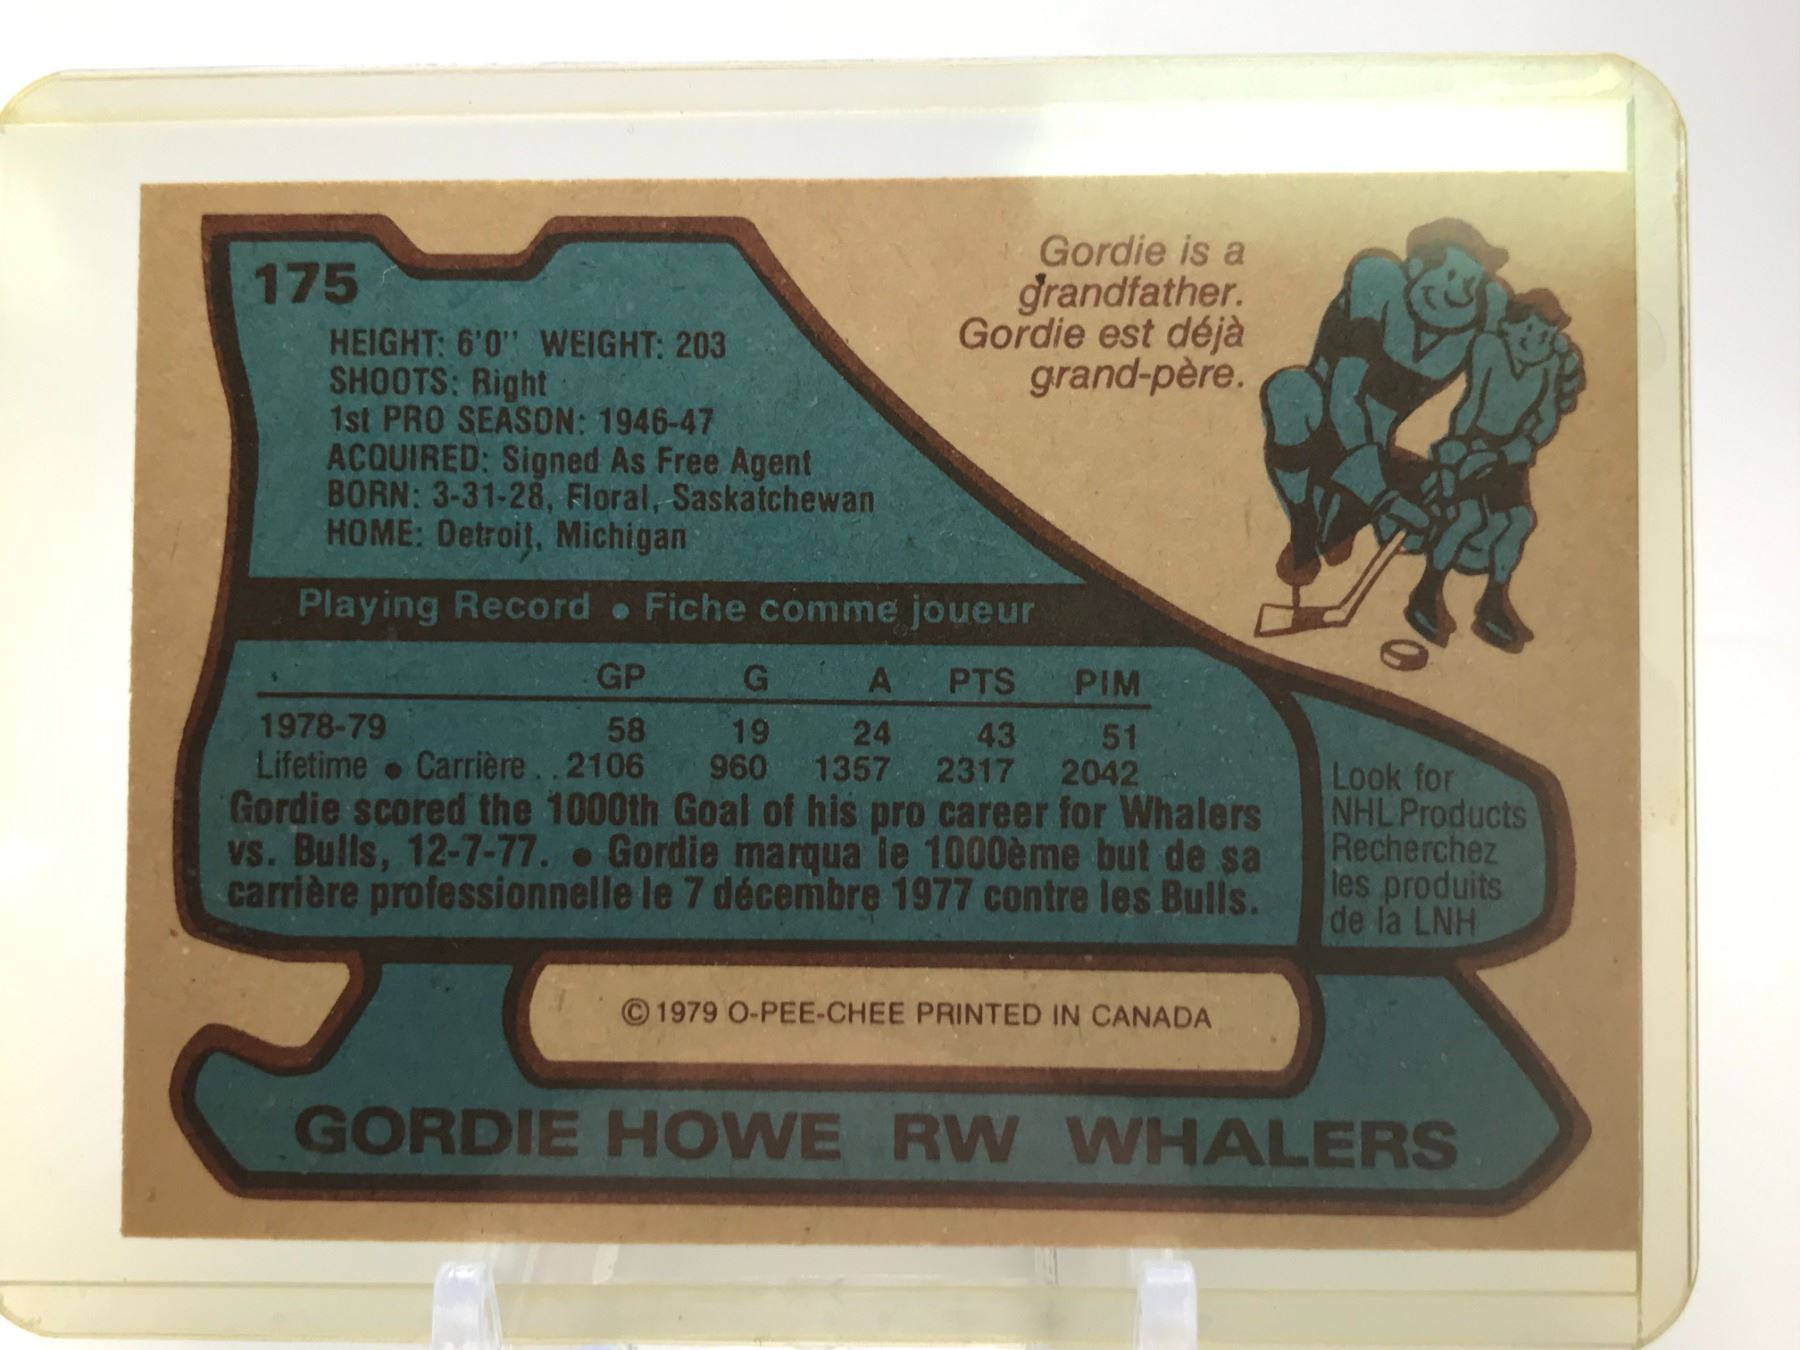 175
HEIGHT: 6'0" WEIGHT: 203
SHOOTS: Right
1st PRO SEASON: 1946-47
ACQUIRED: Signed As Free Agent
BORN: 3-31-28, Floral, Saskatchewan
HOME: Detroit, Michigan
Gordie is a
grandfather.
Gordie est déjà
grand-père.
Playing Record • Fiche comme joueur
GP G A PTS PIM
1978-79 58 19 24 43 51
Lifetime • Carrière .. 2106 960 1357 2317 2042
Gordie scored the 1000th Goal of his pro career for Whalers
vs. Bulls, 12-7-77. • Gordie marqua le 1000ème but de sa
carrière professionnelle le 7 décembre 1977 contre les Bulls.
Look for
NHL Products
Recherchez
les produits
de la LNH
© 1979 O-PEE-CHEE PRINTED IN CANADA
GORDIE HOWE RW WHALERS